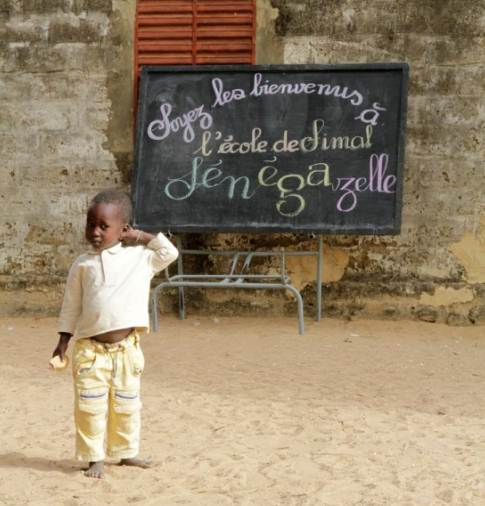 Soyez les bienvenus à
l'école de Simal
Sénégazelle